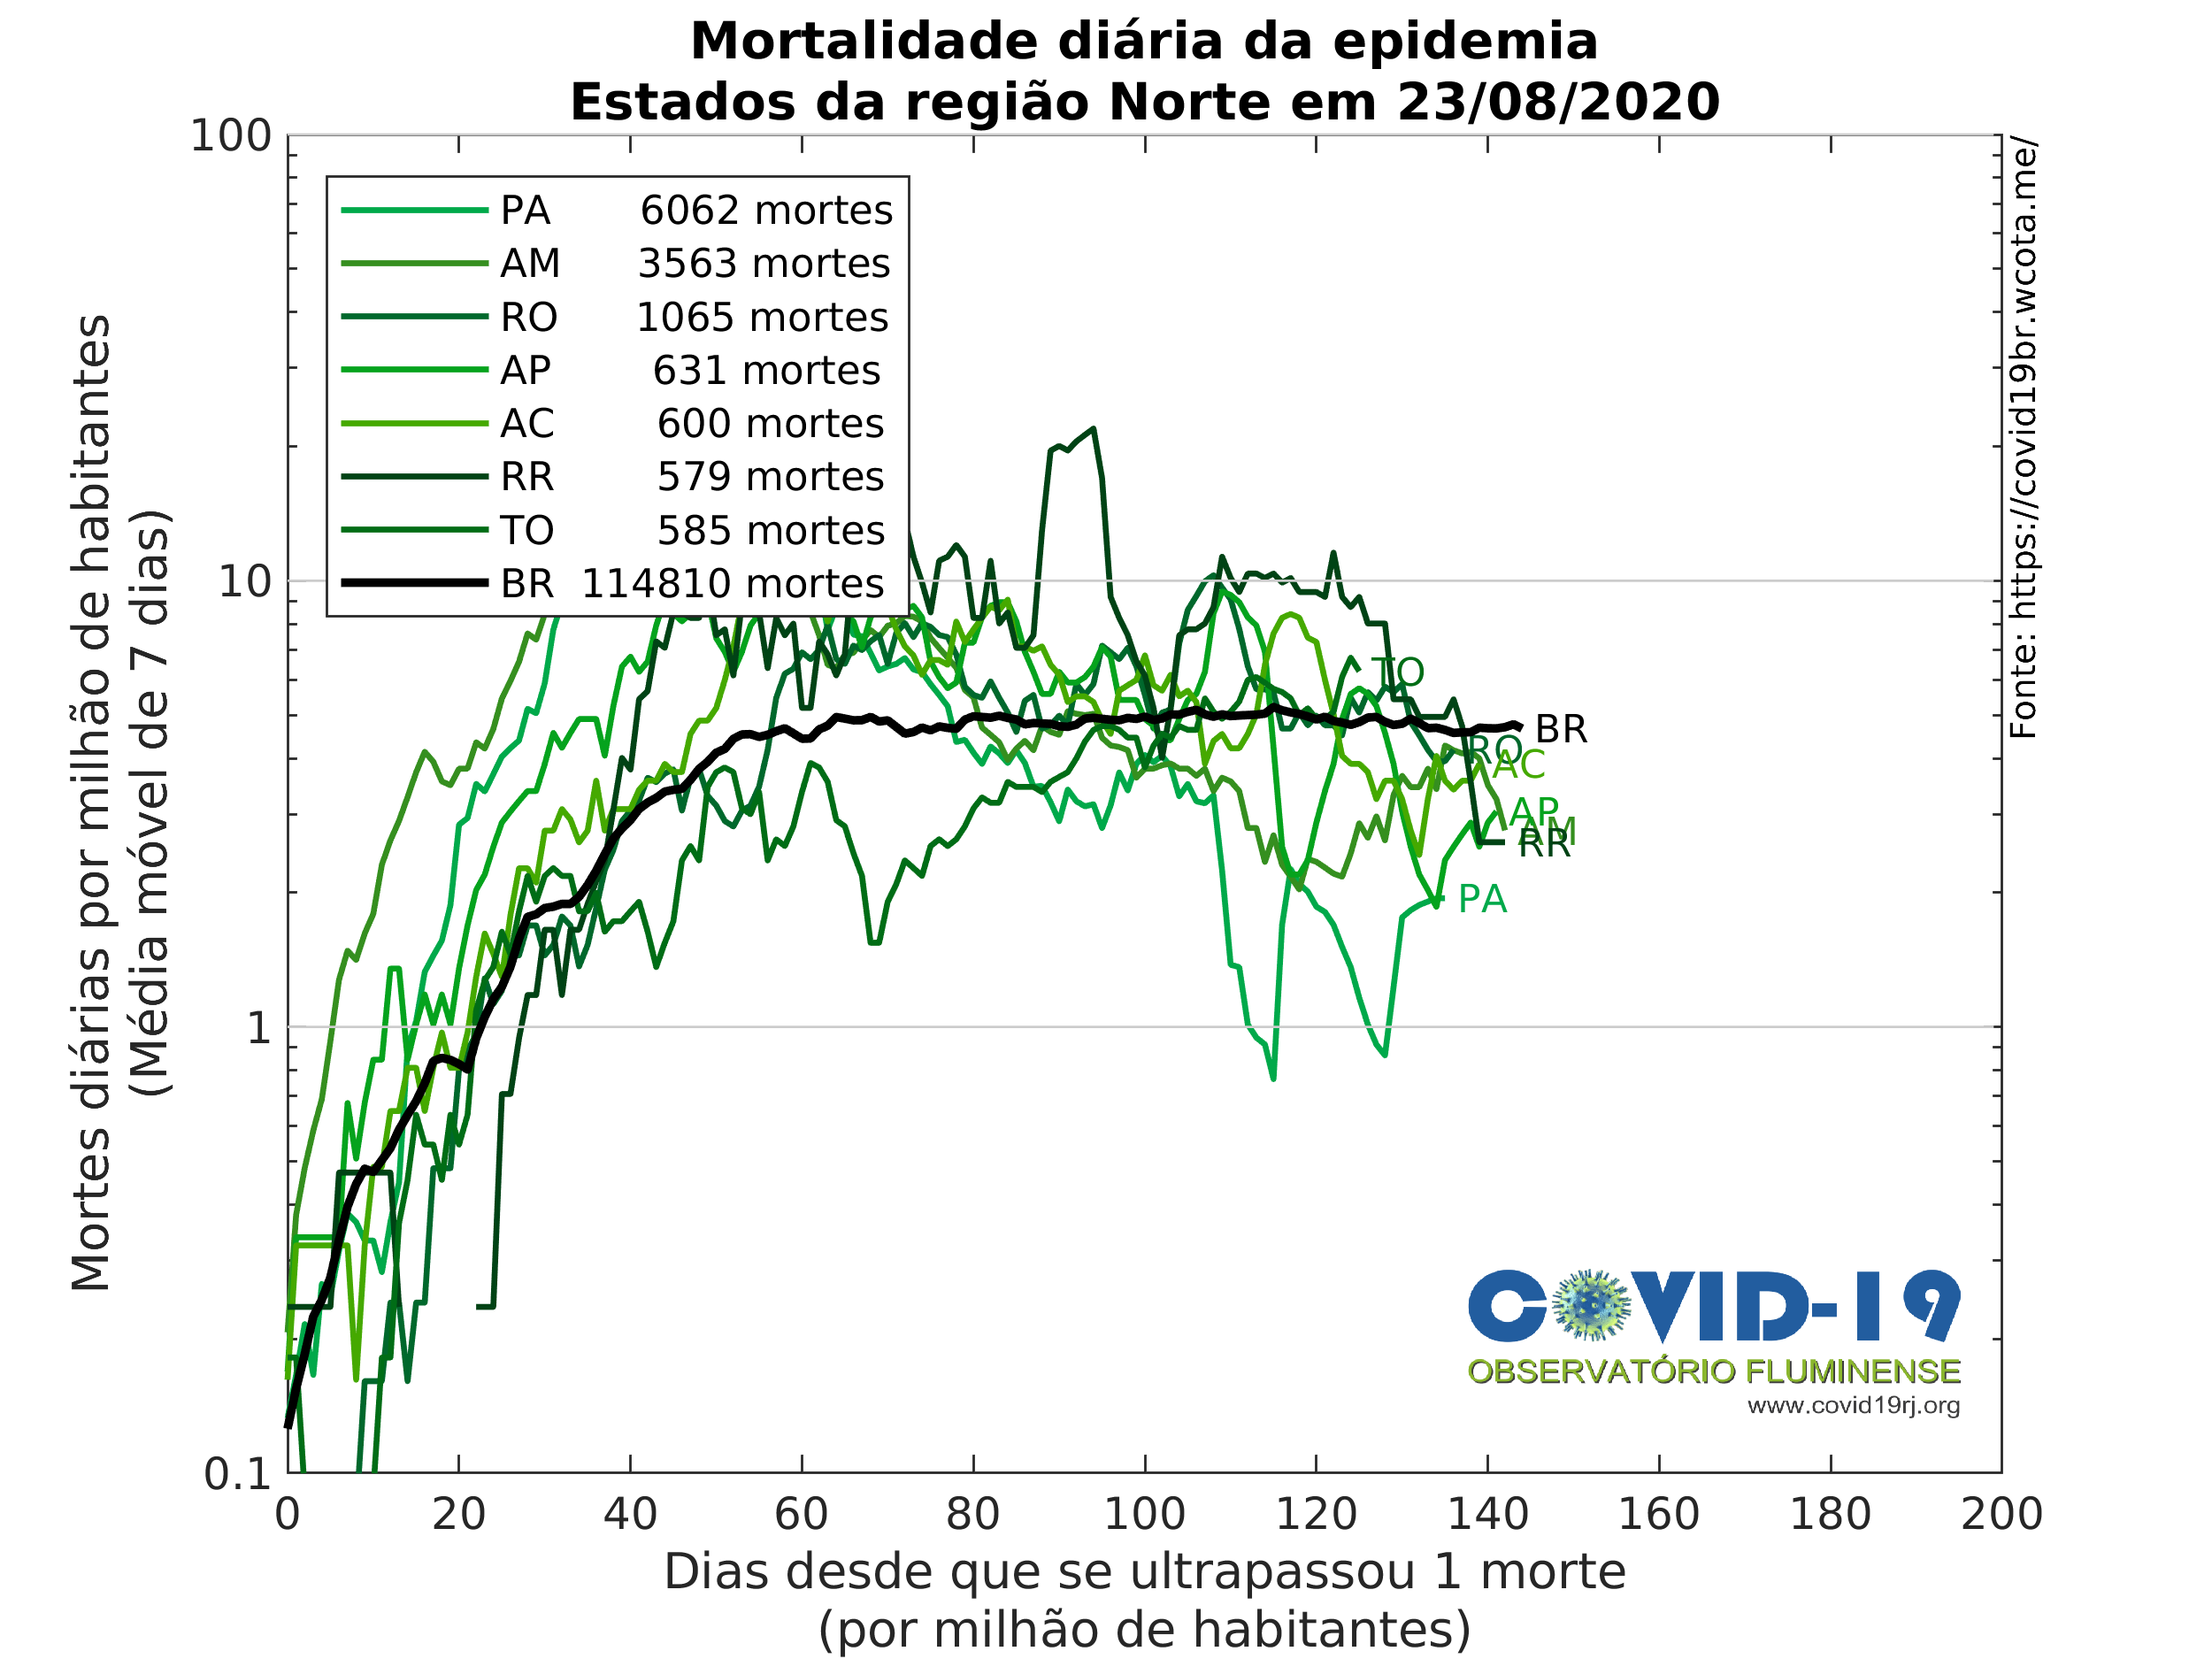 Mortalidade diária da epidemia
Estados da região Norte em 23/08/2020
Mortes diárias por milhão de habitantes
(Média móvel de 7 dias)
100
10
1
0.1
PA 6062 mortes
AM 3563 mortes
RO 1065 mortes
AP 631 mortes
AC 600 mortes
RR 579 mortes
TO 585 mortes
BR 114810 mortes
TO
BR
RO
AC
AP
AM
RR
PA
Fonte: https://covid19br.wcota.me/
COVID-19
OBSERVATÓRIO FLUMINENSE
www.covid19rj.org
0 20 40 60 80 100 120 140 160 180 200
Dias desde que se ultrapassou 1 morte
(por milhão de habitantes)